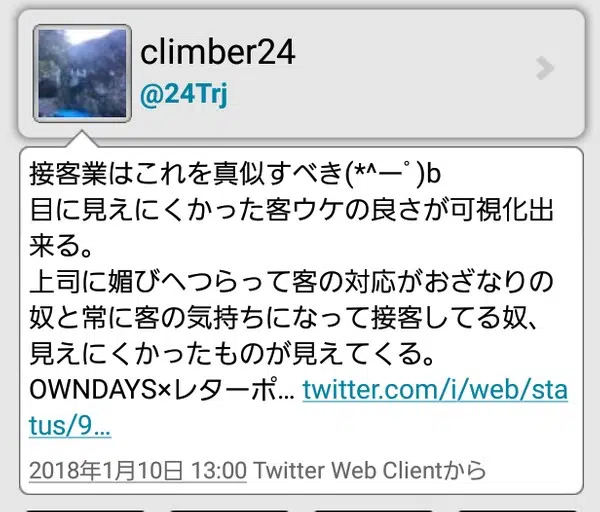 climber24
@24Trj
接客業はこれを真似すべき(*^ー゜)b
目に見えにくかった客ウケの良さが可視化出
来る。
上司に媚びへつらって客の対応がおざなりの
奴と常に客の気持ちになって接客してる奴、
見えにくかったものが見えてくる。
OWNDAYS×レターポ... twitter.com/i/web/sta
tus/9...
2018年1月10日 13:00 Twitter Web Clientから